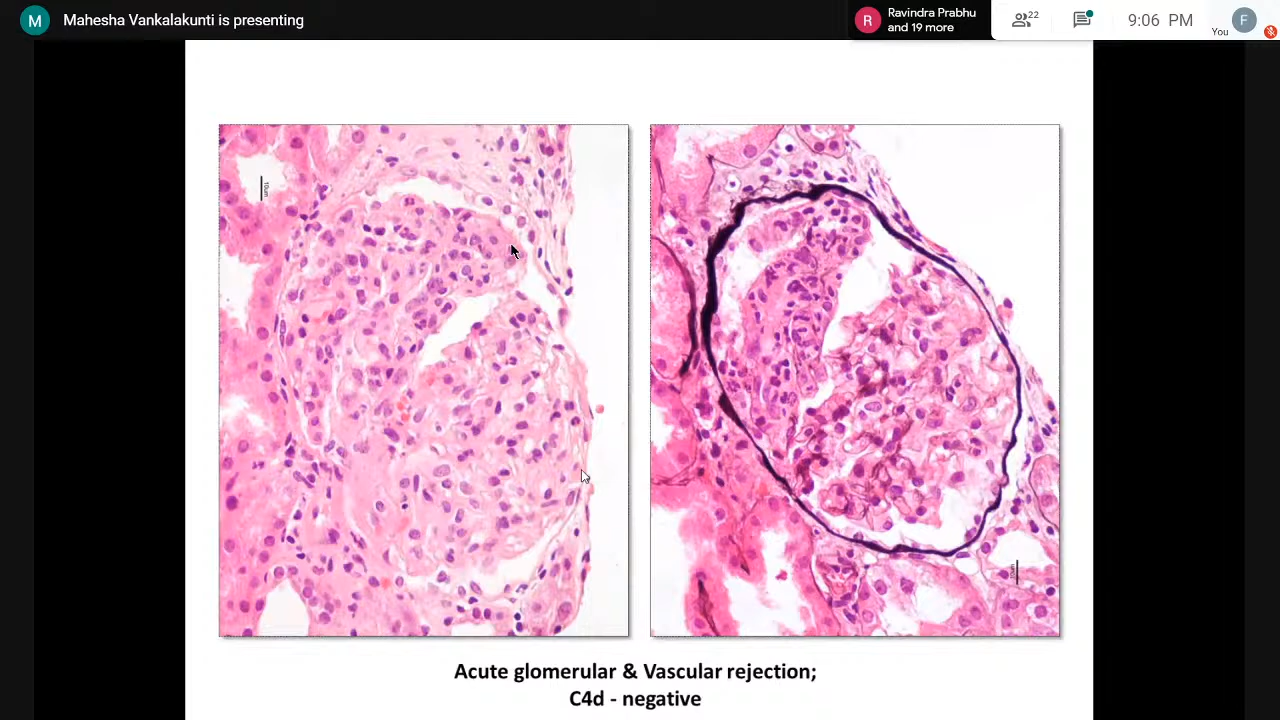 M
Mahesha Vankalakunti is presenting
R
Ravindra Prabhu
and 19 more
22
9:06 PM
You
F
Acute glomerular & Vascular rejection;
C4d - negative